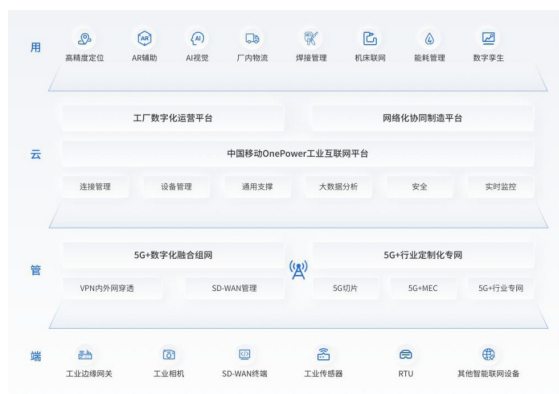 用
高精度定位 AR辅助 AI视觉 厂内物流 焊接管理 机床联网 能耗管理 数字孪生
工厂数字化运营平台 网络化协同制造平台
云
中国移动OnePower工业互联网平台
连接管理 设备管理 通用支撑 大数据分析 安全 实时监控
5G+数字化融合组网 5G+行业定制化专网
管
VPN内外网穿透 SD-WAN管理 5G切片 5G+MEC 5G+行业专网
端
工业边缘网关 工业相机 SD-WAN终端 工业传感器 RTU 其他智能联网设备